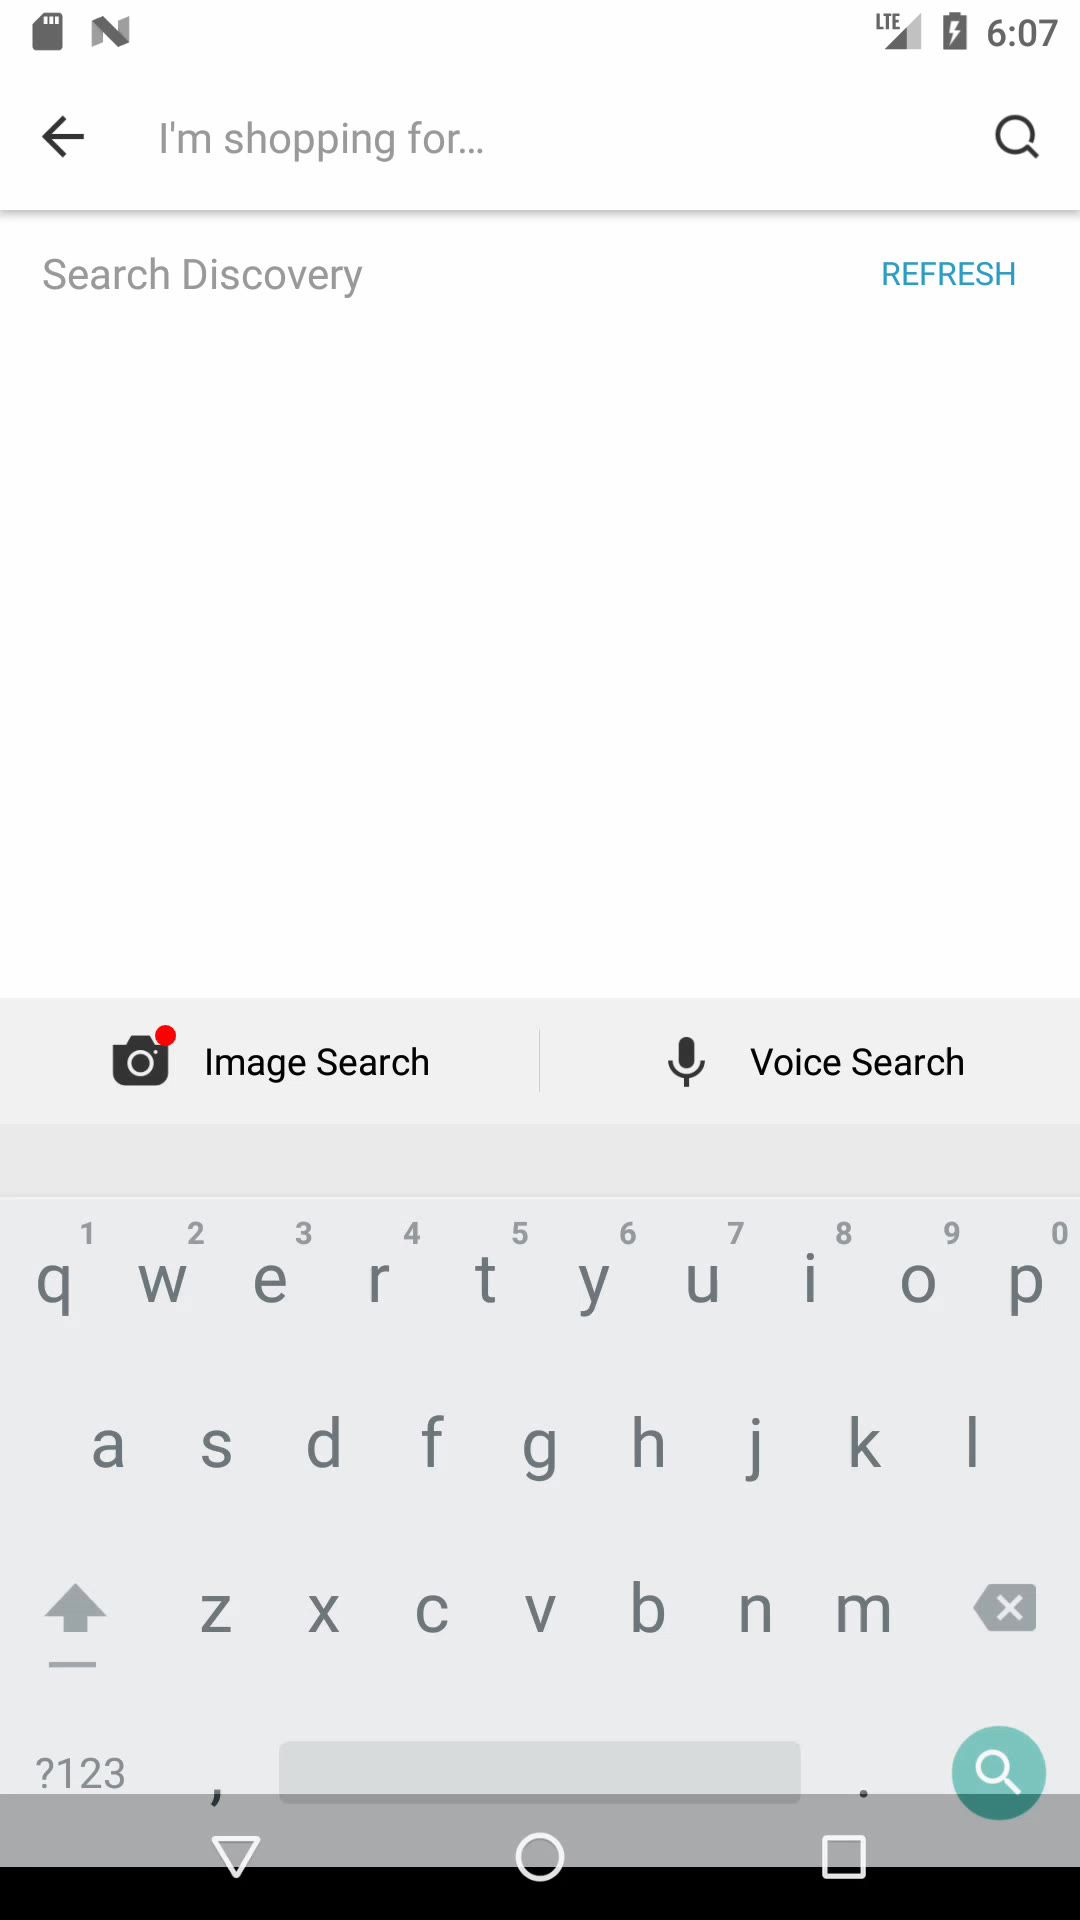 LTE 6:07
I'm shopping for...
Search Discovery REFRESH
Image Search Voice Search
1 2 3 4 5 6 7 8 9 0
q w e r t y u i o p
a s d f g h j k l
z x c v b n m
?123 , .